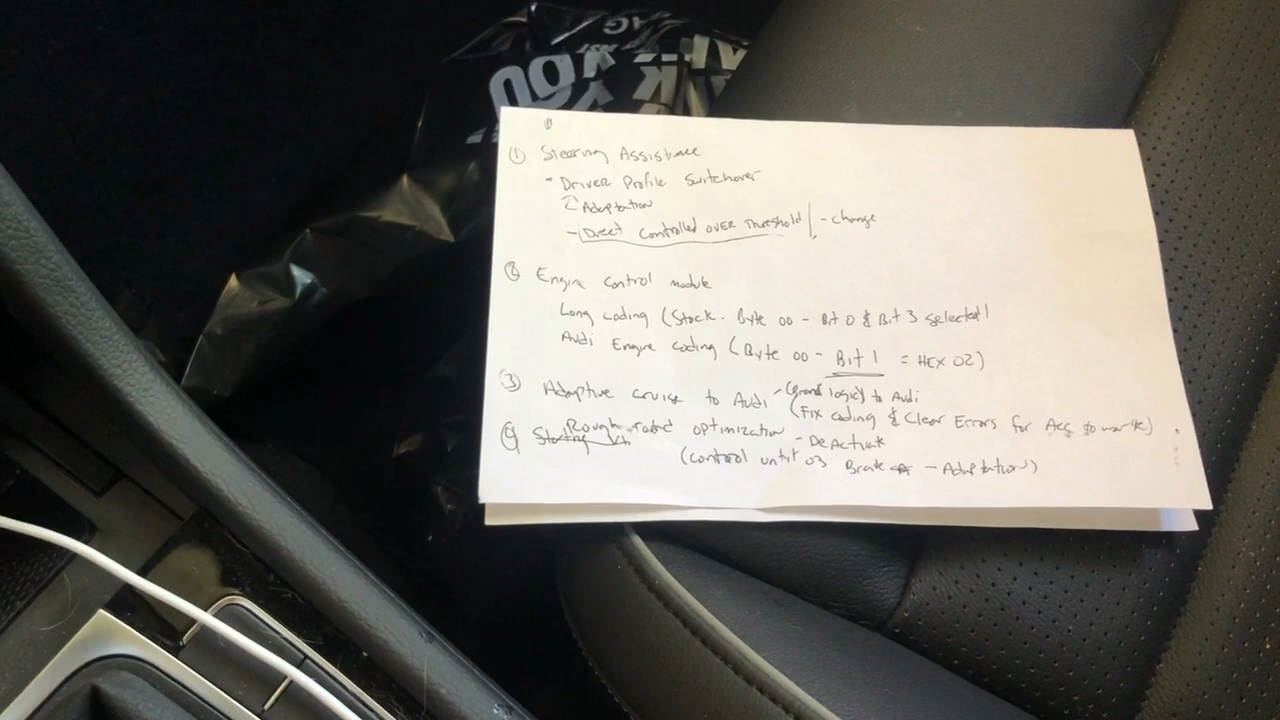 ① Steering Assistance
- Driver Profile Switchover
Adaptation
- Direct controlled over Threshold - change
② Engine control module
Long coding (Stock. Byte 00 - Bit 0 & Bit 3 selected)
Audi Engine coding (Byte 00 - Bit 1 = HEX 02)
③ Adaptive cruise to Audi - logic) to Audi
(Fix coding & Clear Errors for Acc to work)
④ Rough road optimization - DeActivate
(control unit 03 Brake - Adaptation)